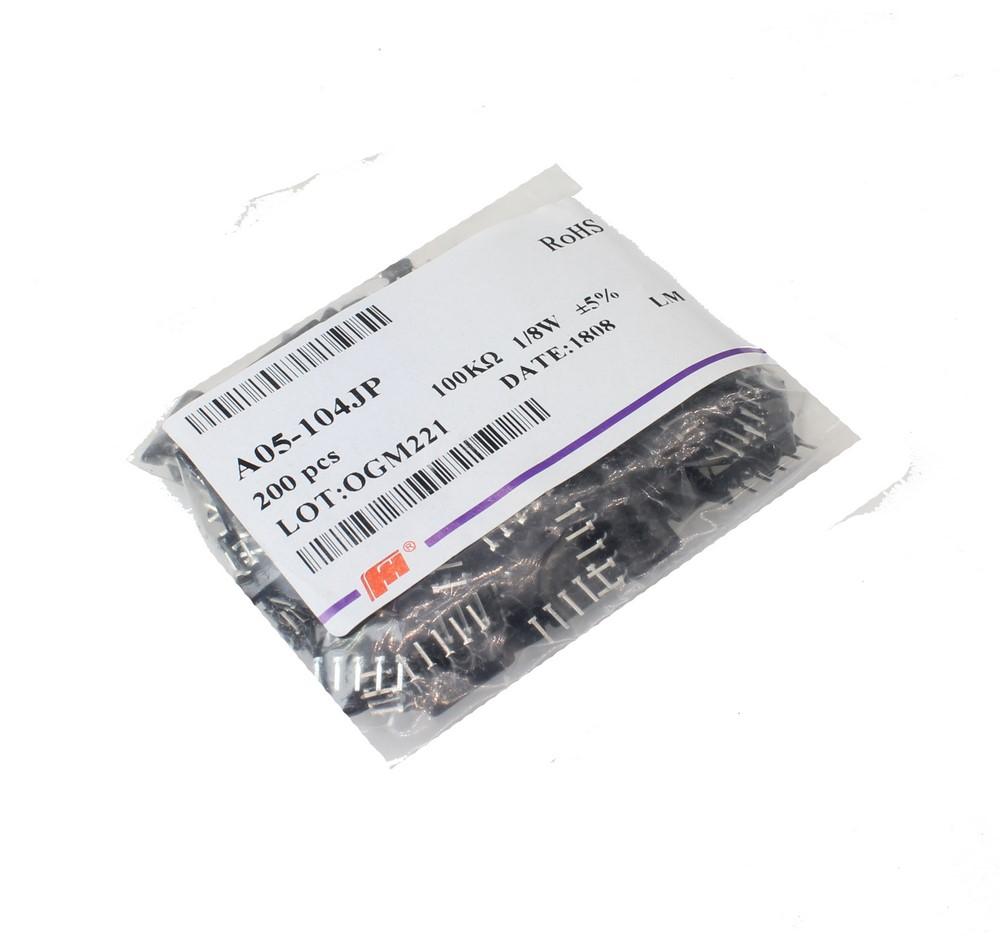 RoHS
A05-104JP
100KΩ 1/8W ±5%
LM
200 pcs
DATE:1808
LOT:OGM221
®